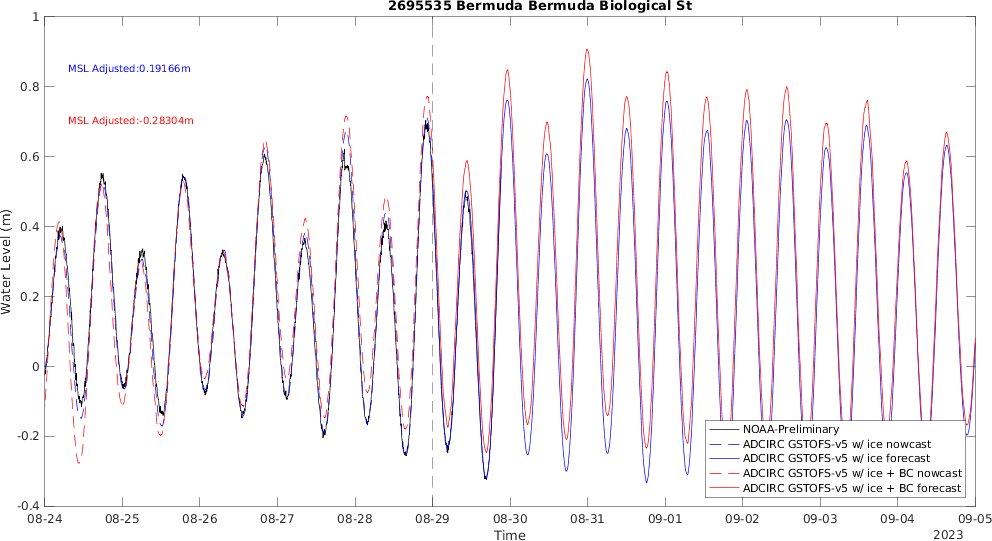 2695535 Bermuda Bermuda Biological St
MSL Adjusted:0.19166m
MSL Adjusted:-0.28304m
Water Level (m)
1
0.8
0.6
0.4
0.2
0
-0.2
-0.4
NOAA-Preliminary
ADCIRC GSTOFS-v5 w/ ice nowcast
ADCIRC GSTOFS-v5 w/ ice forecast
ADCIRC GSTOFS-v5 w/ ice + BC nowcast
ADCIRC GSTOFS-v5 w/ ice + BC forecast
08-24 08-25 08-26 08-27 08-28 08-29 08-30 08-31 09-01 09-02 09-03 09-04 09-05
Time
2023